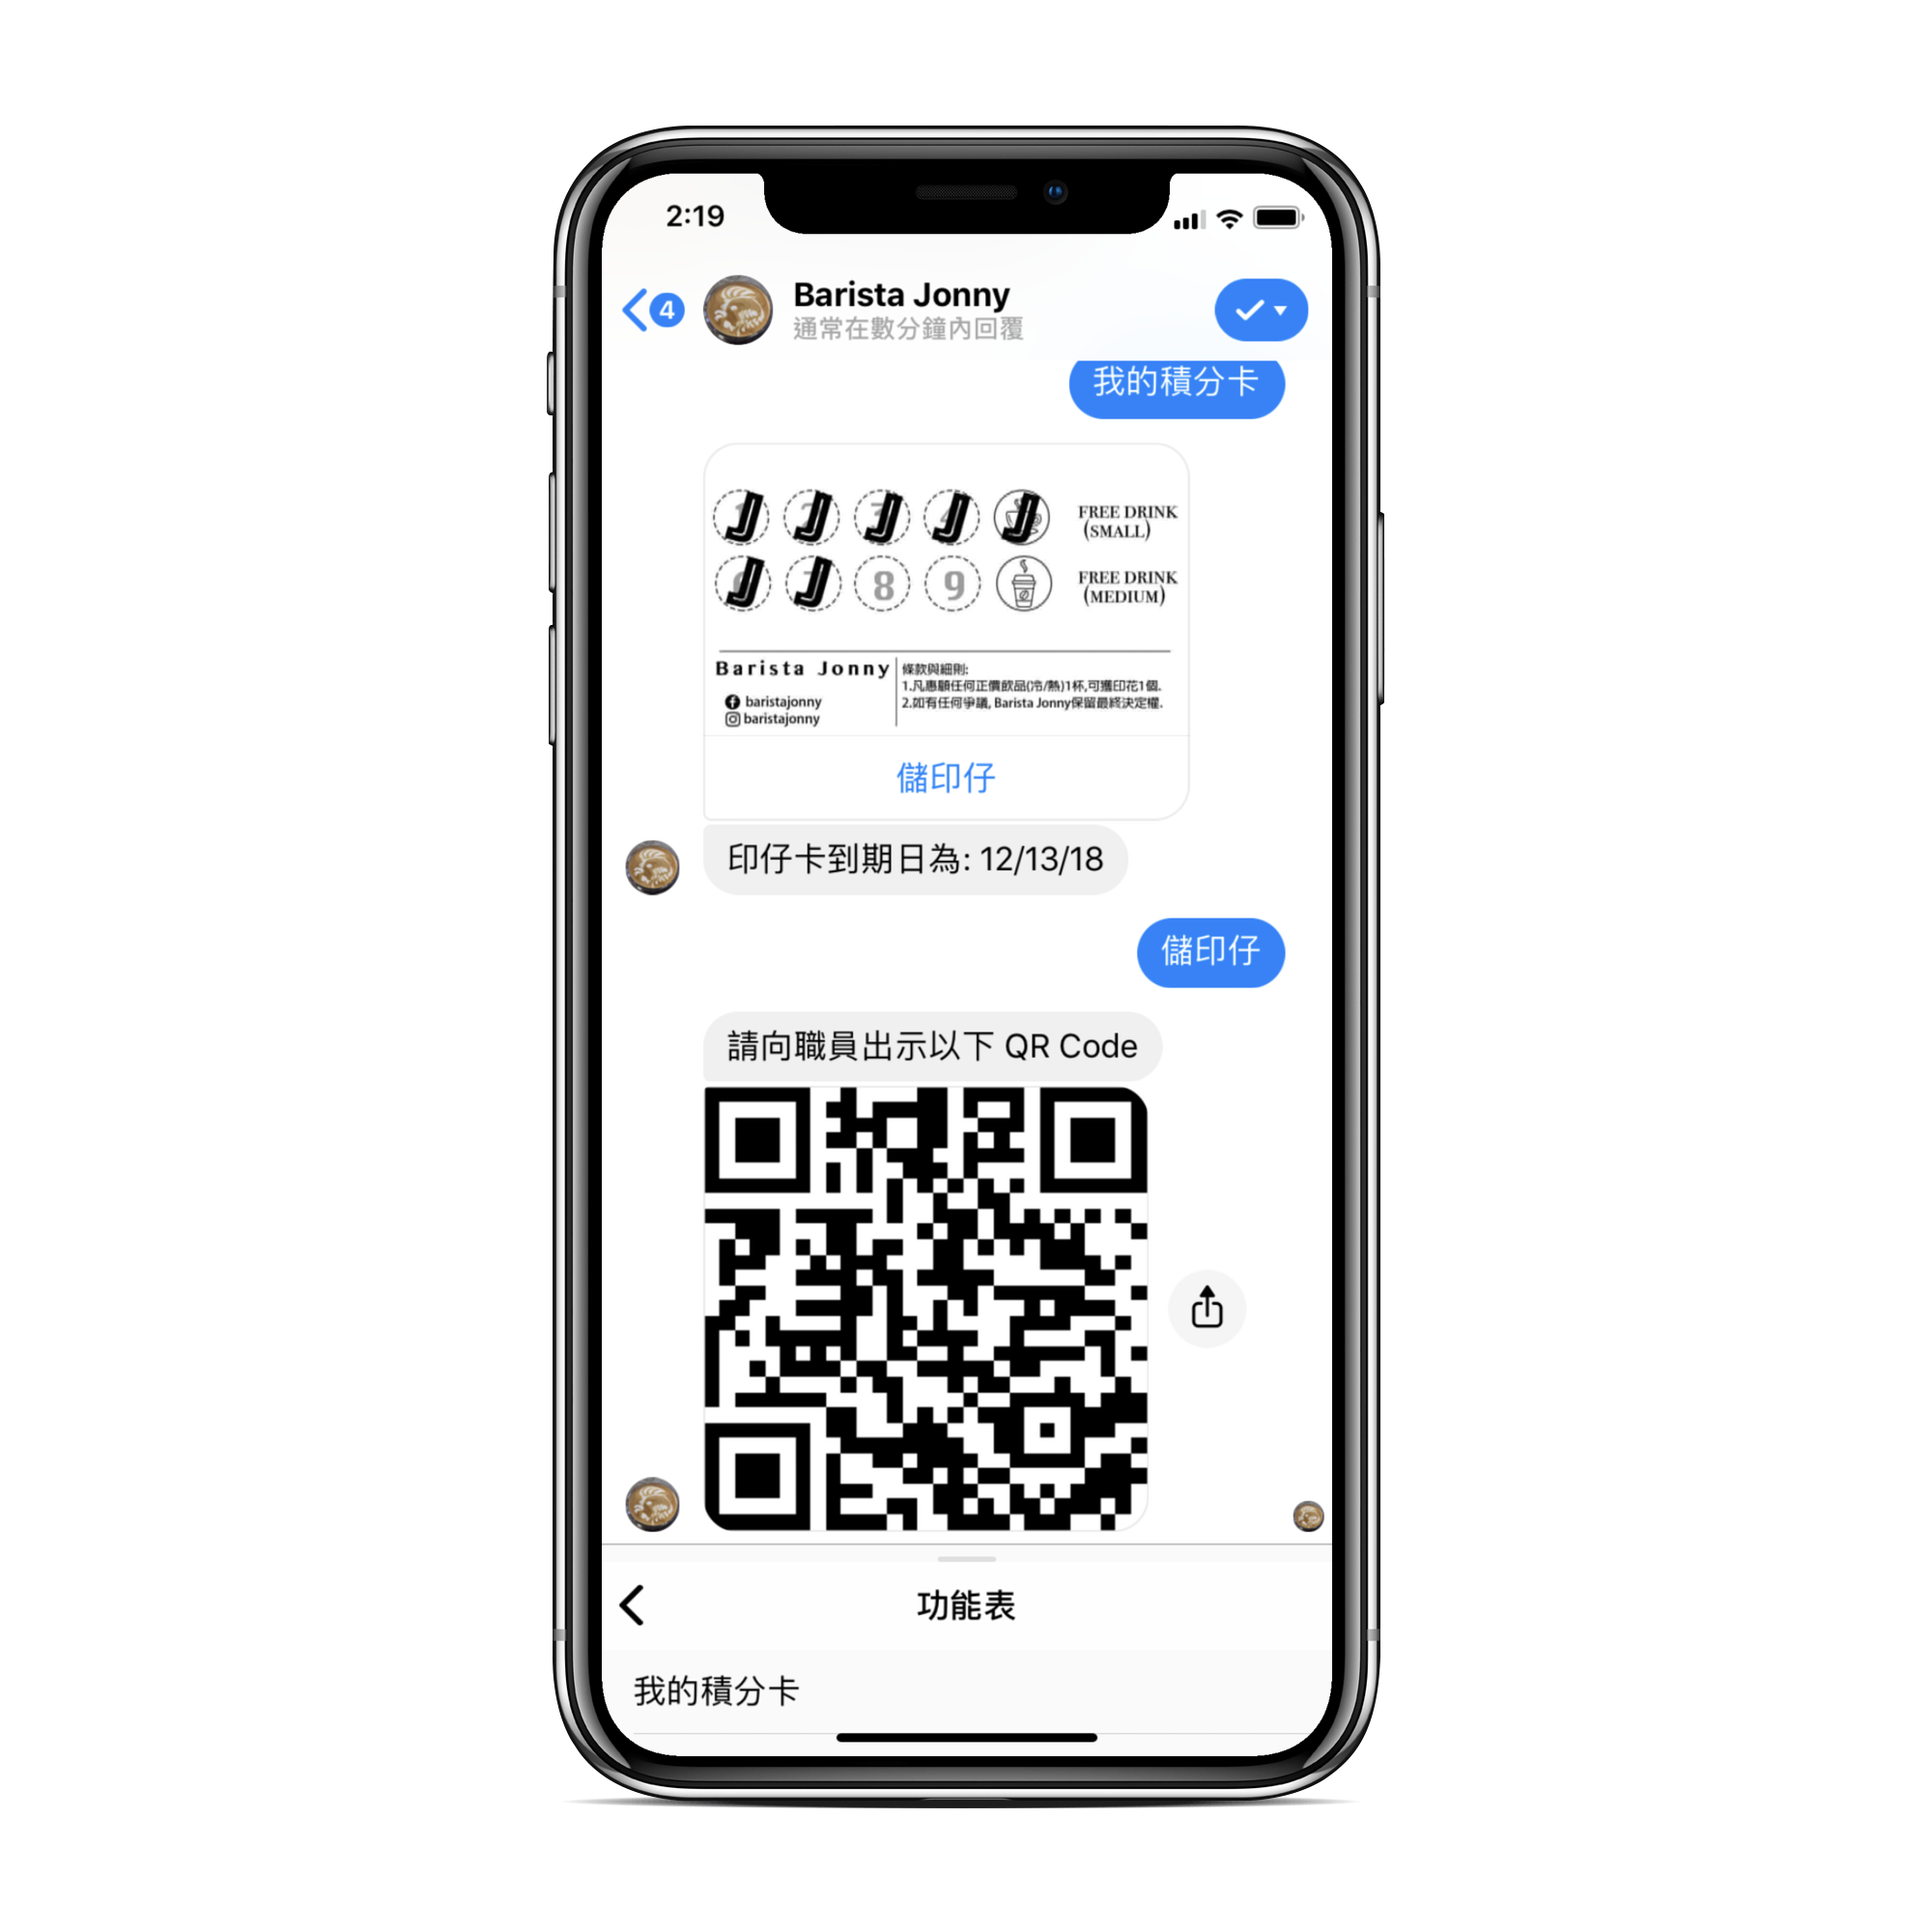 2:19
4
Barista Jonny
通常在數分鐘內回覆
我的積分卡
J J J J J FREE DRINK
(SMALL)
J J 8 9 FREE DRINK
(MEDIUM)
Barista Jonny
baristajonny
baristajonny
條款與細則:
1.凡惠顧任何正價飲品(冷/熱)1杯,可獲印花1個.
2.如有任何爭議, Barista Jonny保留最終決定權.
儲印仔
印仔卡到期日為: 12/13/18
儲印仔
請向職員出示以下 QR Code
功能表
我的積分卡